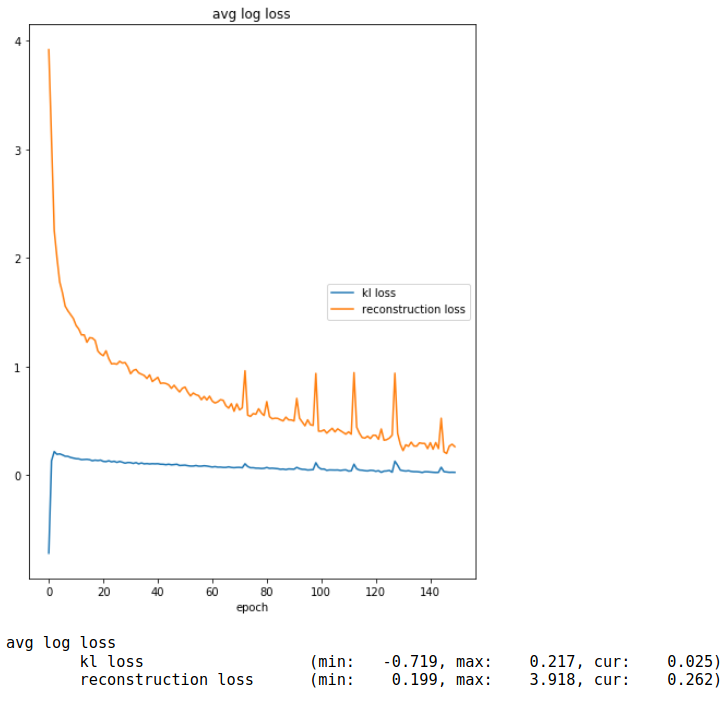 avg log loss
4
3
2
1
0
kl loss
reconstruction loss
0 20 40 60 80 100 120 140
epoch
avg log loss
kl loss (min: -0.719, max: 0.217, cur: 0.025)
reconstruction loss (min: 0.199, max: 3.918, cur: 0.262)